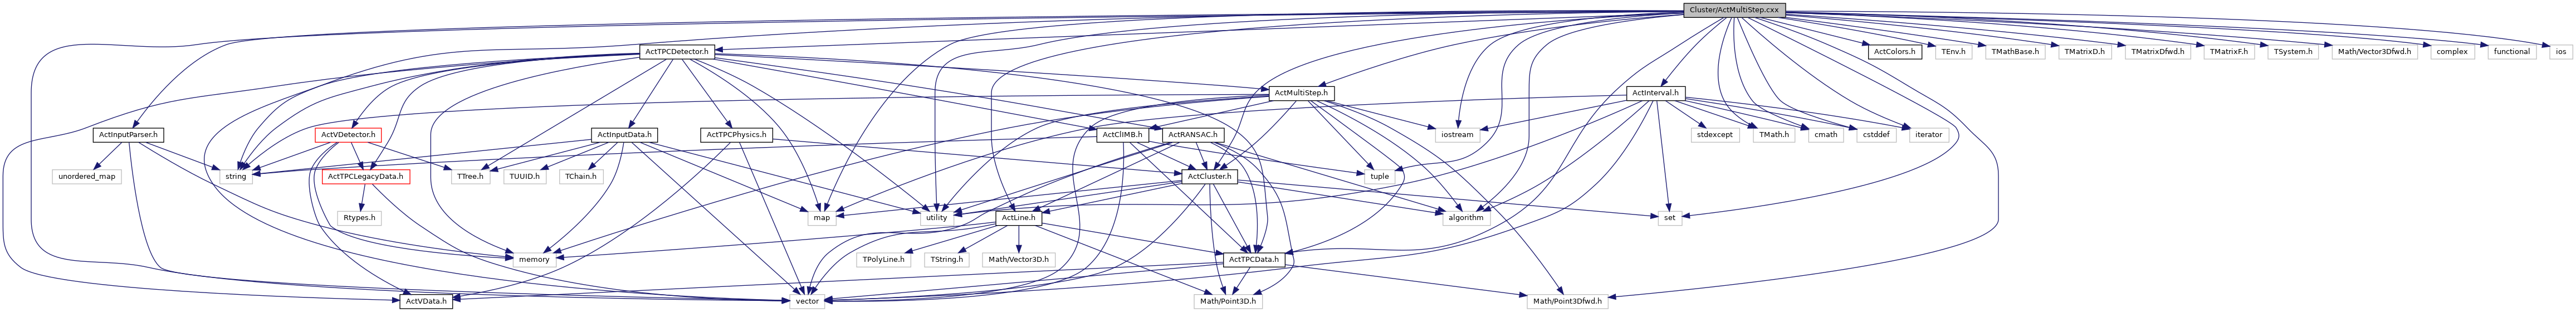 Cluster/ActMultiStep.cxx
ActTPCDetector.h
ActColors.h
TEnv.h
TMathBase.h
TMatrixD.h
TMatrixDfwd.h
TMatrixF.h
TSystem.h
Math/Vector3Dfwd.h
complex
functional
ios
ActMultiStep.h
ActInterval.h
ActInputParser.h
ActVDetector.h
ActInputData.h
ActTPCPhysics.h
ActCluIMB.h
ActRANSAC.h
iostream
stdexcept
TMath.h
cmath
cstddef
iterator
unordered_map
string
ActTPCLegacyData.h
TTree.h
TUUID.h
TChain.h
ActCluster.h
tuple
Rtypes.h
map
utility
ActLine.h
algorithm
set
memory
TPolyLine.h
TString.h
Math/Vector3D.h
ActTPCData.h
ActVData.h
vector
Math/Point3D.h
Math/Point3Dfwd.h